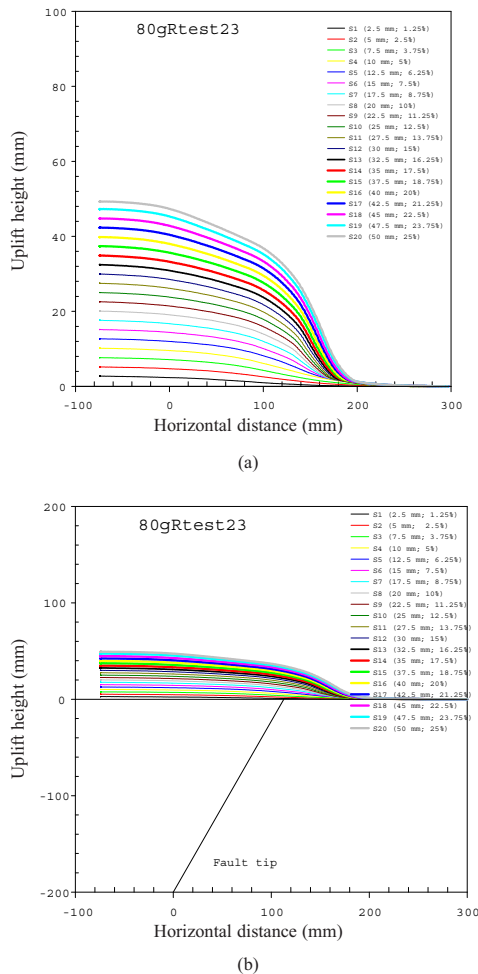 100
80gRtest23
S1 (2.5 mm; 1.25%)
S2 (5 mm; 2.5%)
S3 (7.5 mm; 3.75%)
S4 (10 mm; 5%)
S5 (12.5 mm; 6.25%)
S6 (15 mm; 7.5%)
S7 (17.5 mm; 8.75%)
S8 (20 mm; 10%)
S9 (22.5 mm; 11.25%)
S10 (25 mm; 12.5%)
S11 (27.5 mm; 13.75%)
S12 (30 mm; 15%)
S13 (32.5 mm; 16.25%)
S14 (35 mm; 17.5%)
S15 (37.5 mm; 18.75%)
S16 (40 mm; 20%)
S17 (42.5 mm; 21.25%)
S18 (45 mm; 22.5%)
S19 (47.5 mm; 23.75%)
S20 (50 mm; 25%)
80
60
40
20
0
Uplift height (mm)
-100 0 100 200 300
Horizontal distance (mm)
(a)
200
80gRtest23
S1 (2.5 mm; 1.25%)
S2 (5 mm; 2.5%)
S3 (7.5 mm; 3.75%)
S4 (10 mm; 5%)
S5 (12.5 mm; 6.25%)
S6 (15 mm; 7.5%)
S7 (17.5 mm; 8.75%)
S8 (20 mm; 10%)
S9 (22.5 mm; 11.25%)
S10 (25 mm; 12.5%)
S11 (27.5 mm; 13.75%)
S12 (30 mm; 15%)
S13 (32.5 mm; 16.25%)
S14 (35 mm; 17.5%)
S15 (37.5 mm; 18.75%)
S16 (40 mm; 20%)
S17 (42.5 mm; 21.25%)
S18 (45 mm; 22.5%)
S19 (47.5 mm; 23.75%)
S20 (50 mm; 25%)
100
0
-100
-200
Uplift height (mm)
Fault tip
-100 0 100 200 300
Horizontal distance (mm)
(b)